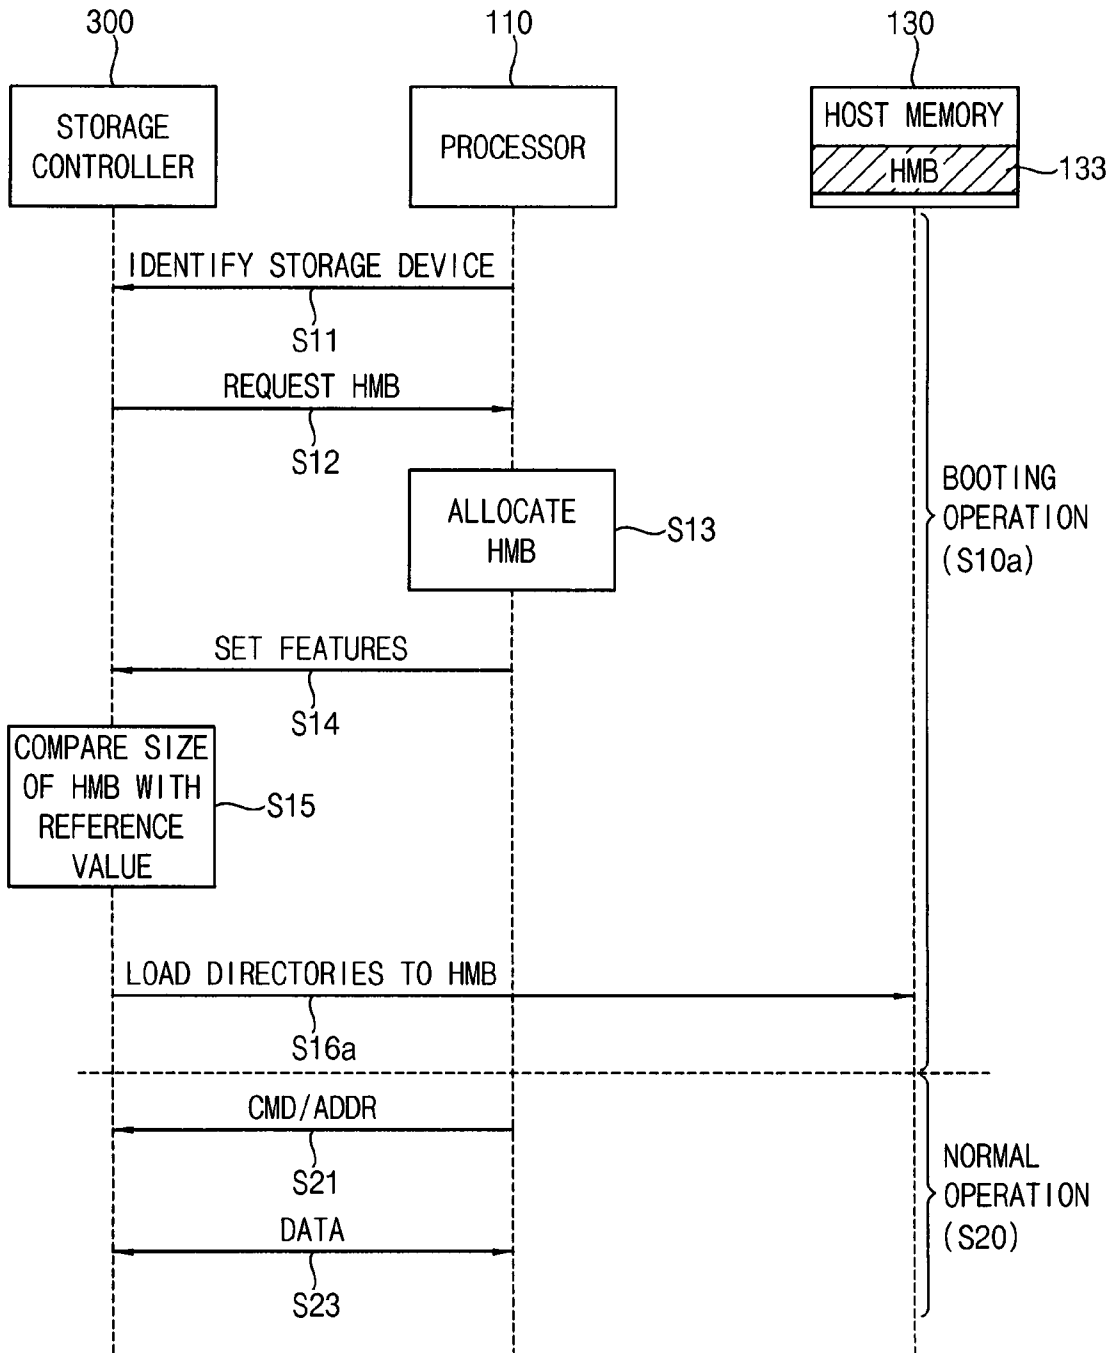 300
110
130
STORAGE
CONTROLLER
PROCESSOR
HOST MEMORY
HMB
133
IDENTIFY STORAGE DEVICE
S11
REQUEST HMB
S12
ALLOCATE
HMB
S13
BOOTING
OPERATION
(S10a)
SET FEATURES
S14
COMPARE SIZE
OF HMB WITH
REFERENCE
VALUE
S15
LOAD DIRECTORIES TO HMB
S16a
CMD/ADDR
S21
DATA
S23
NORMAL
OPERATION
(S20)